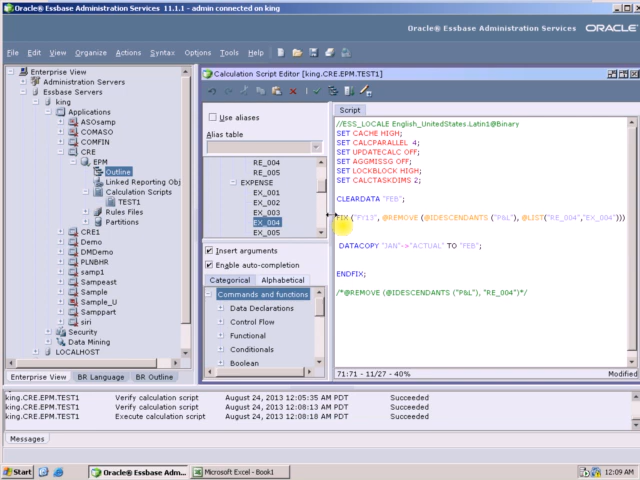 Oracle® Essbase Administration Services 11.1.1 - admin connected on king
Oracle® Essbase Administration Services ORACLE
File Edit View Organize Actions Syntax Options Tools Help
Enterprise View
Administration Servers
Essbase Servers
king
Applications
ASOsamp
COMASO
COMFIN
CRE
EPM
Outline
Linked Reporting Obj
Calculation Scripts
TEST1
Rules Files
Partitions
CRE1
Demo
DMDemo
PLNBHR
samp1
Sampeast
Sample
Sample_U
Samppart
siri
Security
Data Mining
LOCALHOST
Enterprise View BR Language BR Outline
Calculation Script Editor [king.CRE.EPM.TEST1]
Use aliases
Alias table
RE_004
RE_005
EXPENSE
EX_001
EX_002
EX_003
EX_004
EX_005
Insert arguments
Enable auto-completion
Categorical Alphabetical
Commands and functions
Data Declarations
Control Flow
Functional
Conditionals
Boolean
Script
//ESS_LOCALE English_UnitedStates.Latin1@Binary
SET CACHE HIGH;
SET CALCPARALLEL 4;
SET UPDATECALC OFF;
SET AGGMISSG OFF;
SET LOCKBLOCK HIGH;
SET CALCTASKDIMS 2;
CLEARDATA "FEB";
FIX ("FY13", @REMOVE (@IDESCENDANTS ("P&L"), @LIST("RE_004","EX_004")))
DATACOPY "JAN"->"ACTUAL" TO "FEB";
ENDFIX;
/*@REMOVE (@IDESCENDANTS ("P&L"), "RE_004")*/
71:71 - 11/27 - 40% Modified
king.CRE.EPM.TEST1 Verify calculation script August 24, 2013 12:05:35 AM PDT Succeeded
king.CRE.EPM.TEST1 Verify calculation script August 24, 2013 12:08:13 AM PDT Succeeded
king.CRE.EPM.TEST1 Execute calculation script August 24, 2013 12:08:18 AM PDT Succeeded
Messages
Start Oracle® Essbase Adm... Microsoft Excel - Book1 12:09 AM